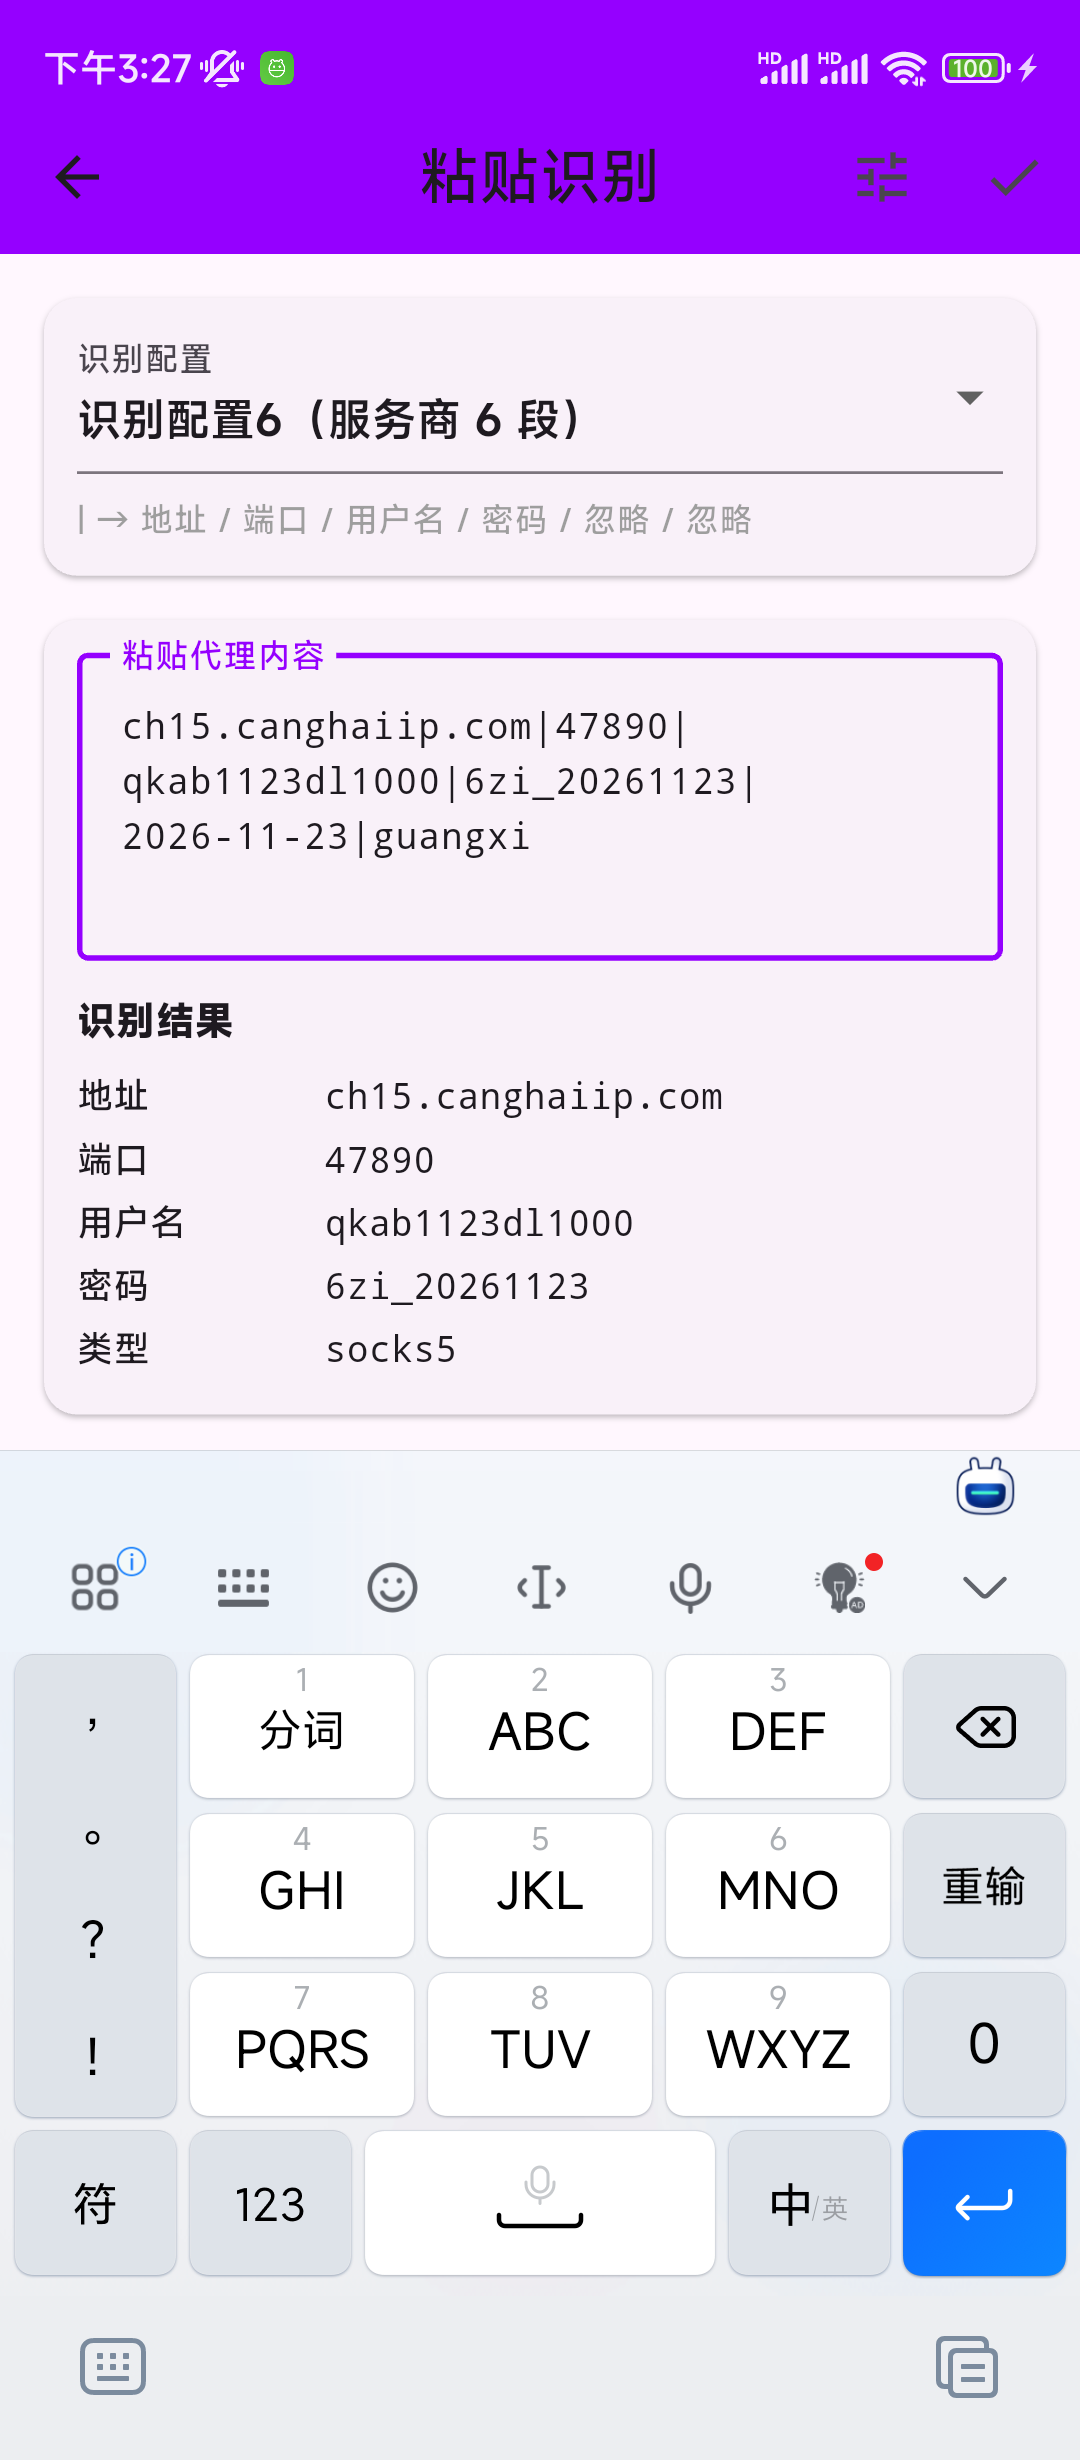 下午3:27
HD HD 100
粘贴识别
识别配置
识别配置6（服务商 6 段）
| → 地址 / 端口 / 用户名 / 密码 / 忽略 / 忽略
粘贴代理内容
ch15.canghaiip.com|47890|
qkab1123dl1000|6zi_20261123|
2026-11-23|guangxi
识别结果
地址 ch15.canghaiip.com
端口 47890
用户名 qkab1123dl1000
密码 6zi_20261123
类型 socks5
AD
， 1 分词 2 ABC 3 DEF
。 4 GHI 5 JKL 6 MNO 重输
？
！ 7 PQRS 8 TUV 9 WXYZ 0
符 123 中/英